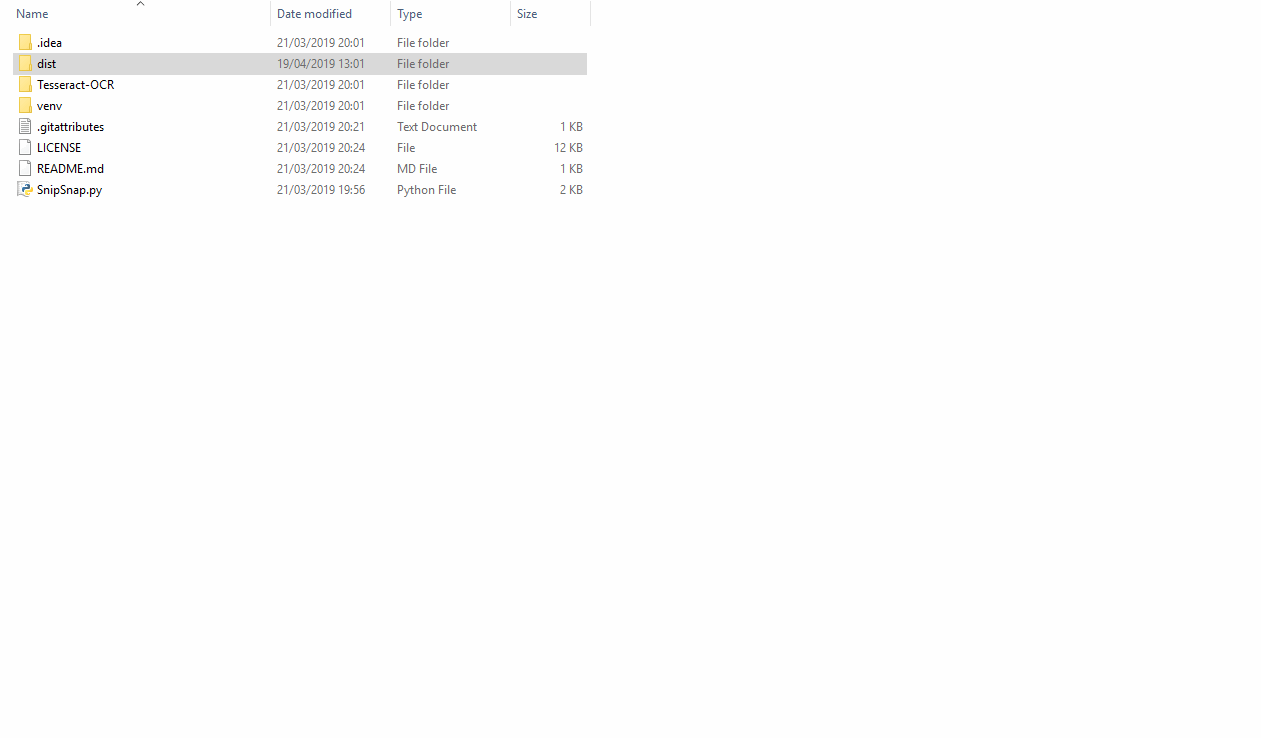 Name Date modified Type Size
.idea 21/03/2019 20:01 File folder
dist 19/04/2019 13:01 File folder
Tesseract-OCR 21/03/2019 20:01 File folder
venv 21/03/2019 20:01 File folder
.gitattributes 21/03/2019 20:21 Text Document 1 KB
LICENSE 21/03/2019 20:24 File 12 KB
README.md 21/03/2019 20:24 MD File 1 KB
SnipSnap.py 21/03/2019 19:56 Python File 2 KB